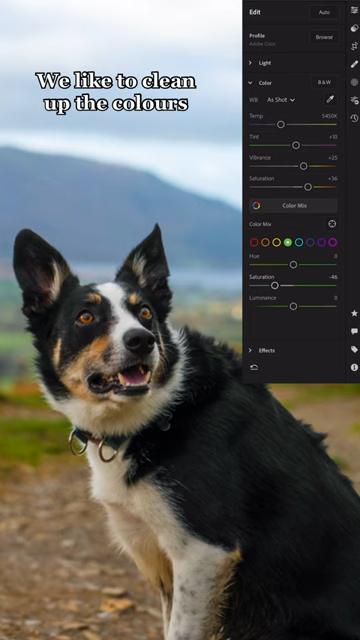 We like to clean
up the colours
Edit
Auto
Profile
Adobe Color
Browse
Light
Color
B & W
WB As Shot
Temp 5450K
Tint +10
Vibrance +25
Saturation +36
Color Mix
Color Mix
Hue 0
Saturation -46
Luminance 0
Effects